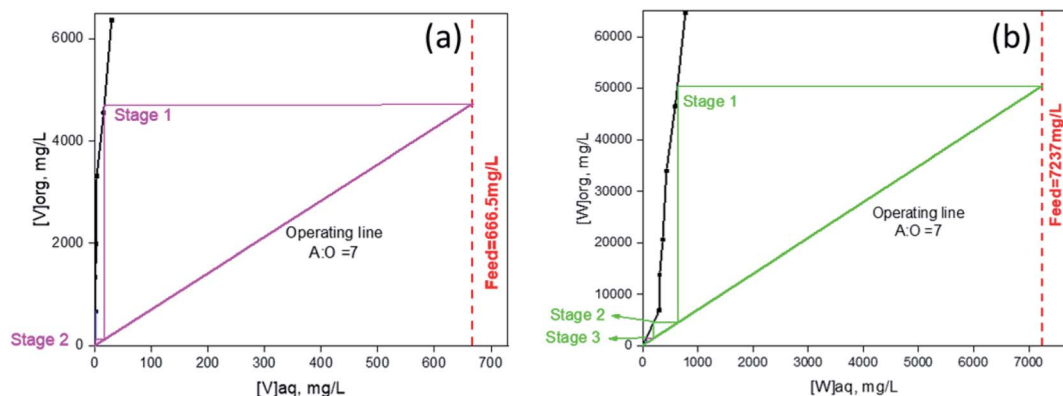 (a)
6000
4000
2000
0
[V]org, mg/L
Stage 1
Operating line
A:O =7
Stage 2
Feed=666.5mg/L
0
100
200
300
400
500
600
700
[V]aq, mg/L
(b)
60000
50000
40000
30000
20000
10000
0
[W]org, mg/L
Stage 1
Operating line
A:O =7
Stage 2
Stage 3
Feed=7237mg/L
0
1000
2000
3000
4000
5000
6000
7000
[W]aq, mg/L